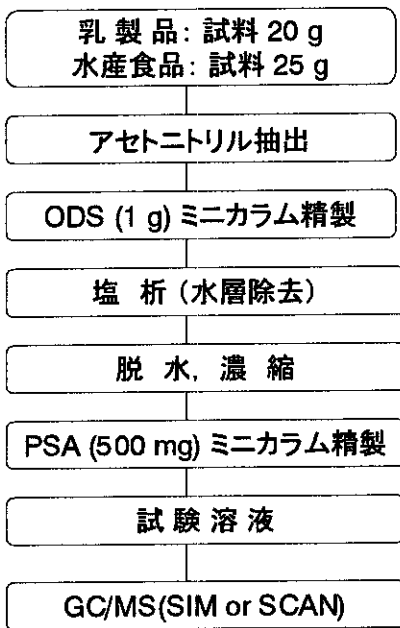 乳 製 品: 試料 20 g
水産食品: 試料 25 g
アセトニトリル抽出
ODS (1 g) ミニカラム精製
塩 析 (水層除去)
脱 水, 濃 縮
PSA (500 mg) ミニカラム精製
試 験 溶 液
GC/MS(SIM or SCAN)